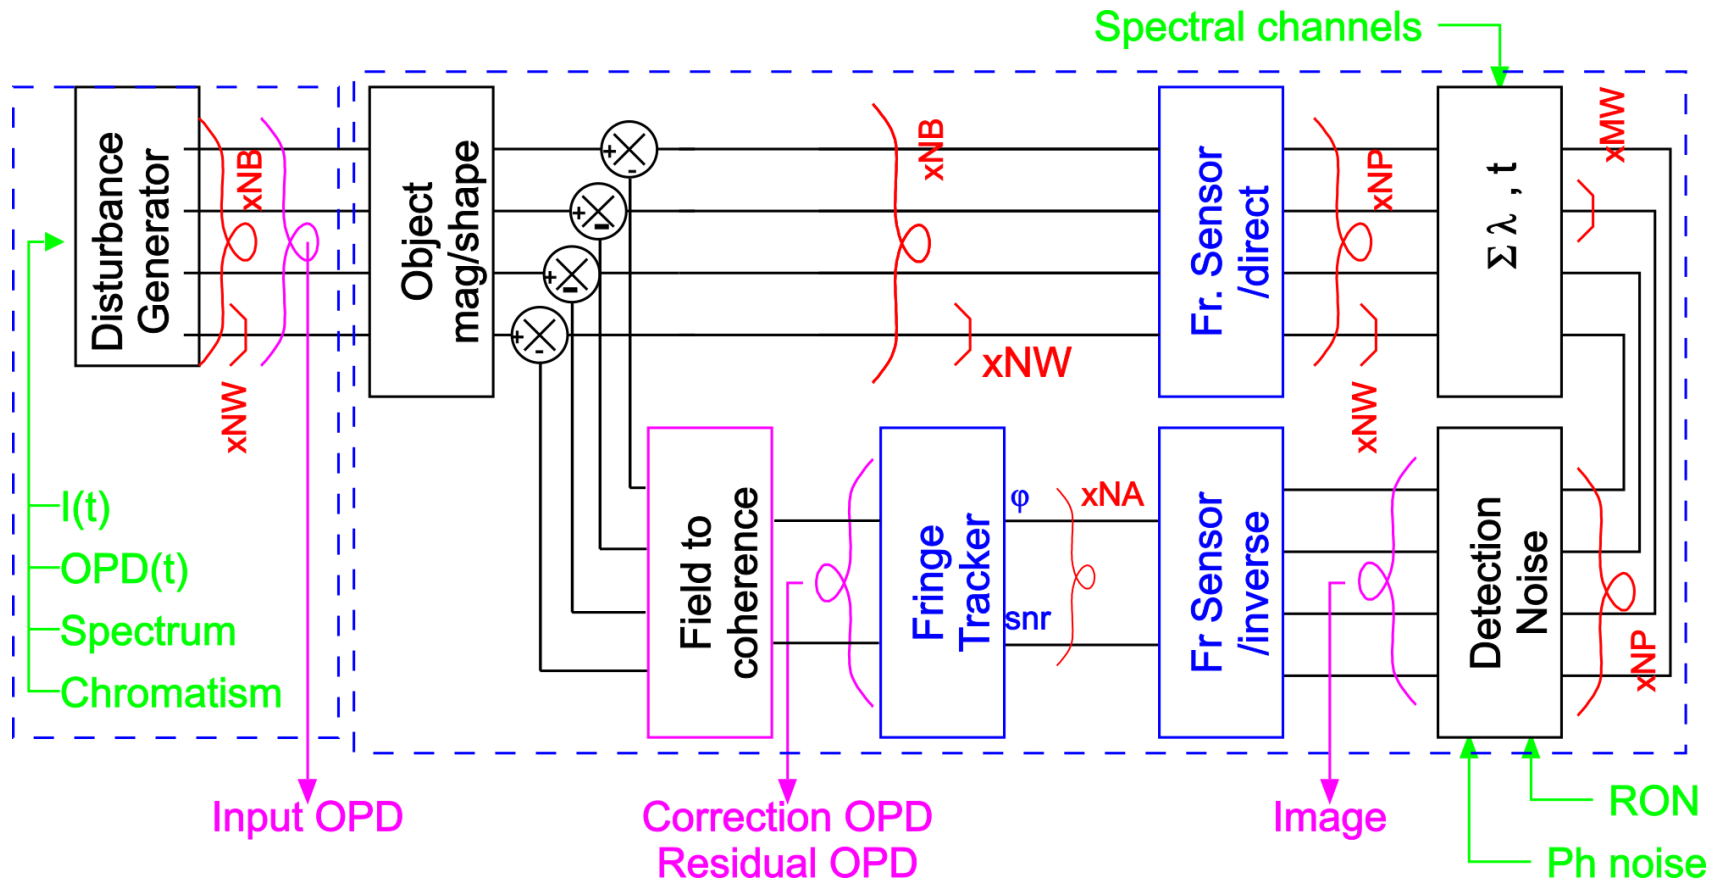 Spectral channels
Disturbance
Generator
xNB
xNW
Object
mag/shape
+
-
+
-
+
-
+
-
xNB
xNW
Fr. Sensor
/direct
xNP
xNW
Σ λ , t
xMW
I(t)
OPD(t)
Spectrum
Chromatism
Field to
coherence
Fringe
Tracker
φ
snr
xNA
Fr Sensor
/inverse
Detection
Noise
xNP
Input OPD
Correction OPD
Residual OPD
Image
RON
Ph noise